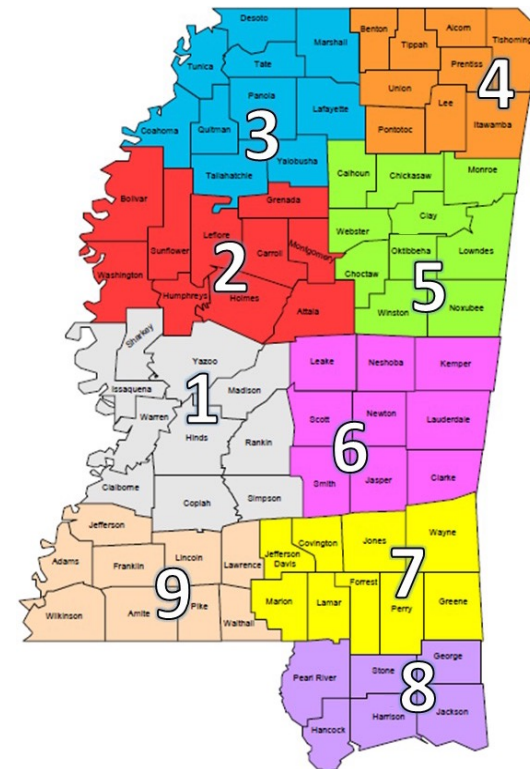 Desoto
Marshall
Benton
Tippah
Alcorn
Tishoming
Tunica
Tate
Prentiss
4
Panola
Union
Lafayette
Lee
Coahoma
Quitman
3
Pontotoc
Itawamba
Yalobusha
Tallahatchie
Calhoun
Chickasaw
Monroe
Bolivar
Grenada
Clay
Leflore
Webster
Sunflower
2
Carroll
Montgomery
Oktibbeha
Lowndes
Washington
Choctaw
5
Humphreys
Holmes
Attala
Winston
Noxubee
Sharkey
Yazoo
Leake
Neshoba
Kemper
Issaquena
1
Madison
Warren
Scott
Newton
Lauderdale
Hinds
Rankin
6
Claiborne
Smith
Jasper
Clarke
Copiah
Simpson
Jefferson
Covington
Jones
Wayne
Adams
Franklin
Lincoln
Lawrence
Jefferson
Davis
7
9
Forrest
Wilkinson
Amite
Pike
Walthall
Marion
Lamar
Perry
Greene
Pearl River
Stone
George
8
Hancock
Harrison
Jackson